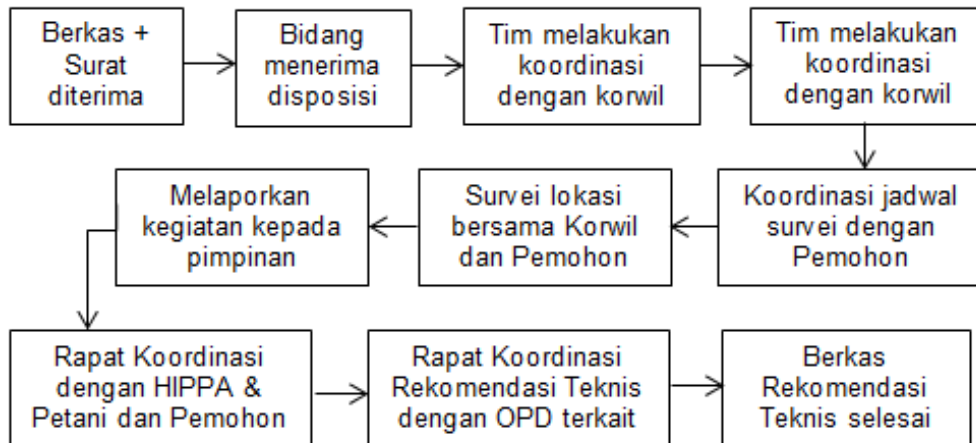 Berkas +
Surat
diterima
Bidang
menerima
disposisi
Tim melakukan
koordinasi
dengan korwil
Tim melakukan
koordinasi
dengan korwil
Koordinasi jadwal
survei dengan
Pemohon
Survei lokasi
bersama Korwil
dan Pemohon
Melaporkan
kegiatan kepada
pimpinan
Rapat Koordinasi
dengan HIPPA &
Petani dan Pemohon
Rapat Koordinasi
Rekomendasi Teknis
dengan OPD terkait
Berkas
Rekomendasi
Teknis selesai